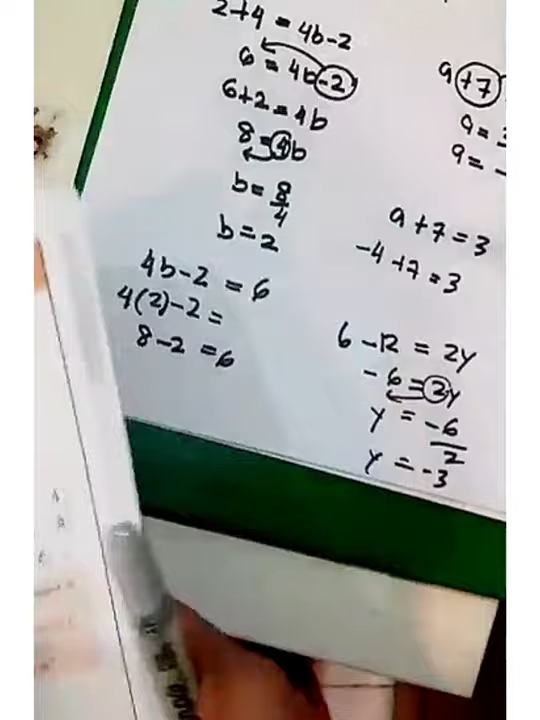 2+4 = 4b-2
6 = 4b-2
6+2 = 4b
8 = 4b
b = 8/4
b = 2
4b-2 = 6
4(2)-2 =
8-2 = 6
a+7
a = 3
a = -
a+7 = 3
-4+7 = 3
6-12 = 2y
-6 = 2y
y = -6/2
y = -3